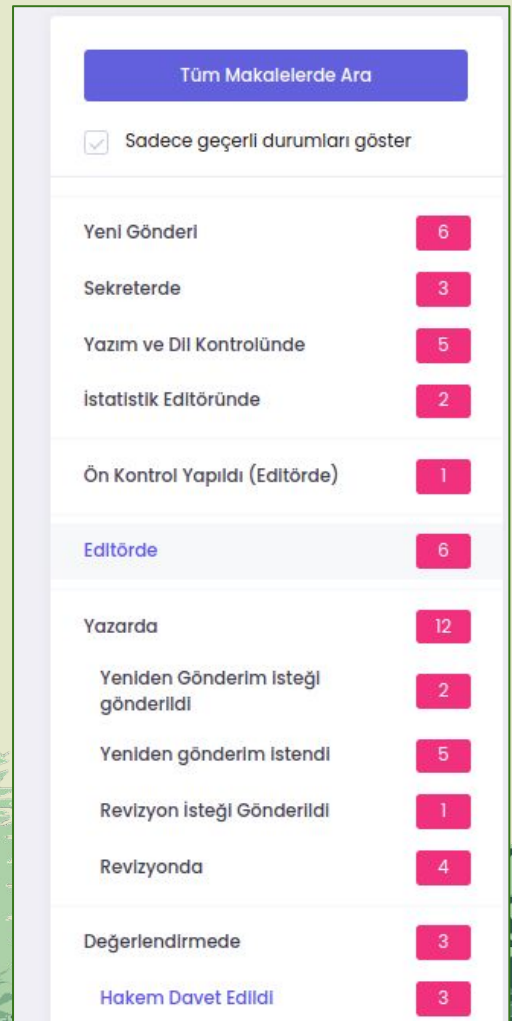 Tüm Makalelerde Ara
Sadece geçerli durumları göster
Yeni Gönderi 6
Sekreterde 3
Yazım ve Dil Kontrolünde 5
İstatistik Editöründe 2
Ön Kontrol Yapıldı (Editörde) 1
Editörde 6
Yazarda 12
Yeniden Gönderim isteği
gönderildi 2
Yeniden gönderim istendi 5
Revizyon İsteği Gönderildi 1
Revizyonda 4
Değerlendirmede 3
Hakem Davet Edildi 3